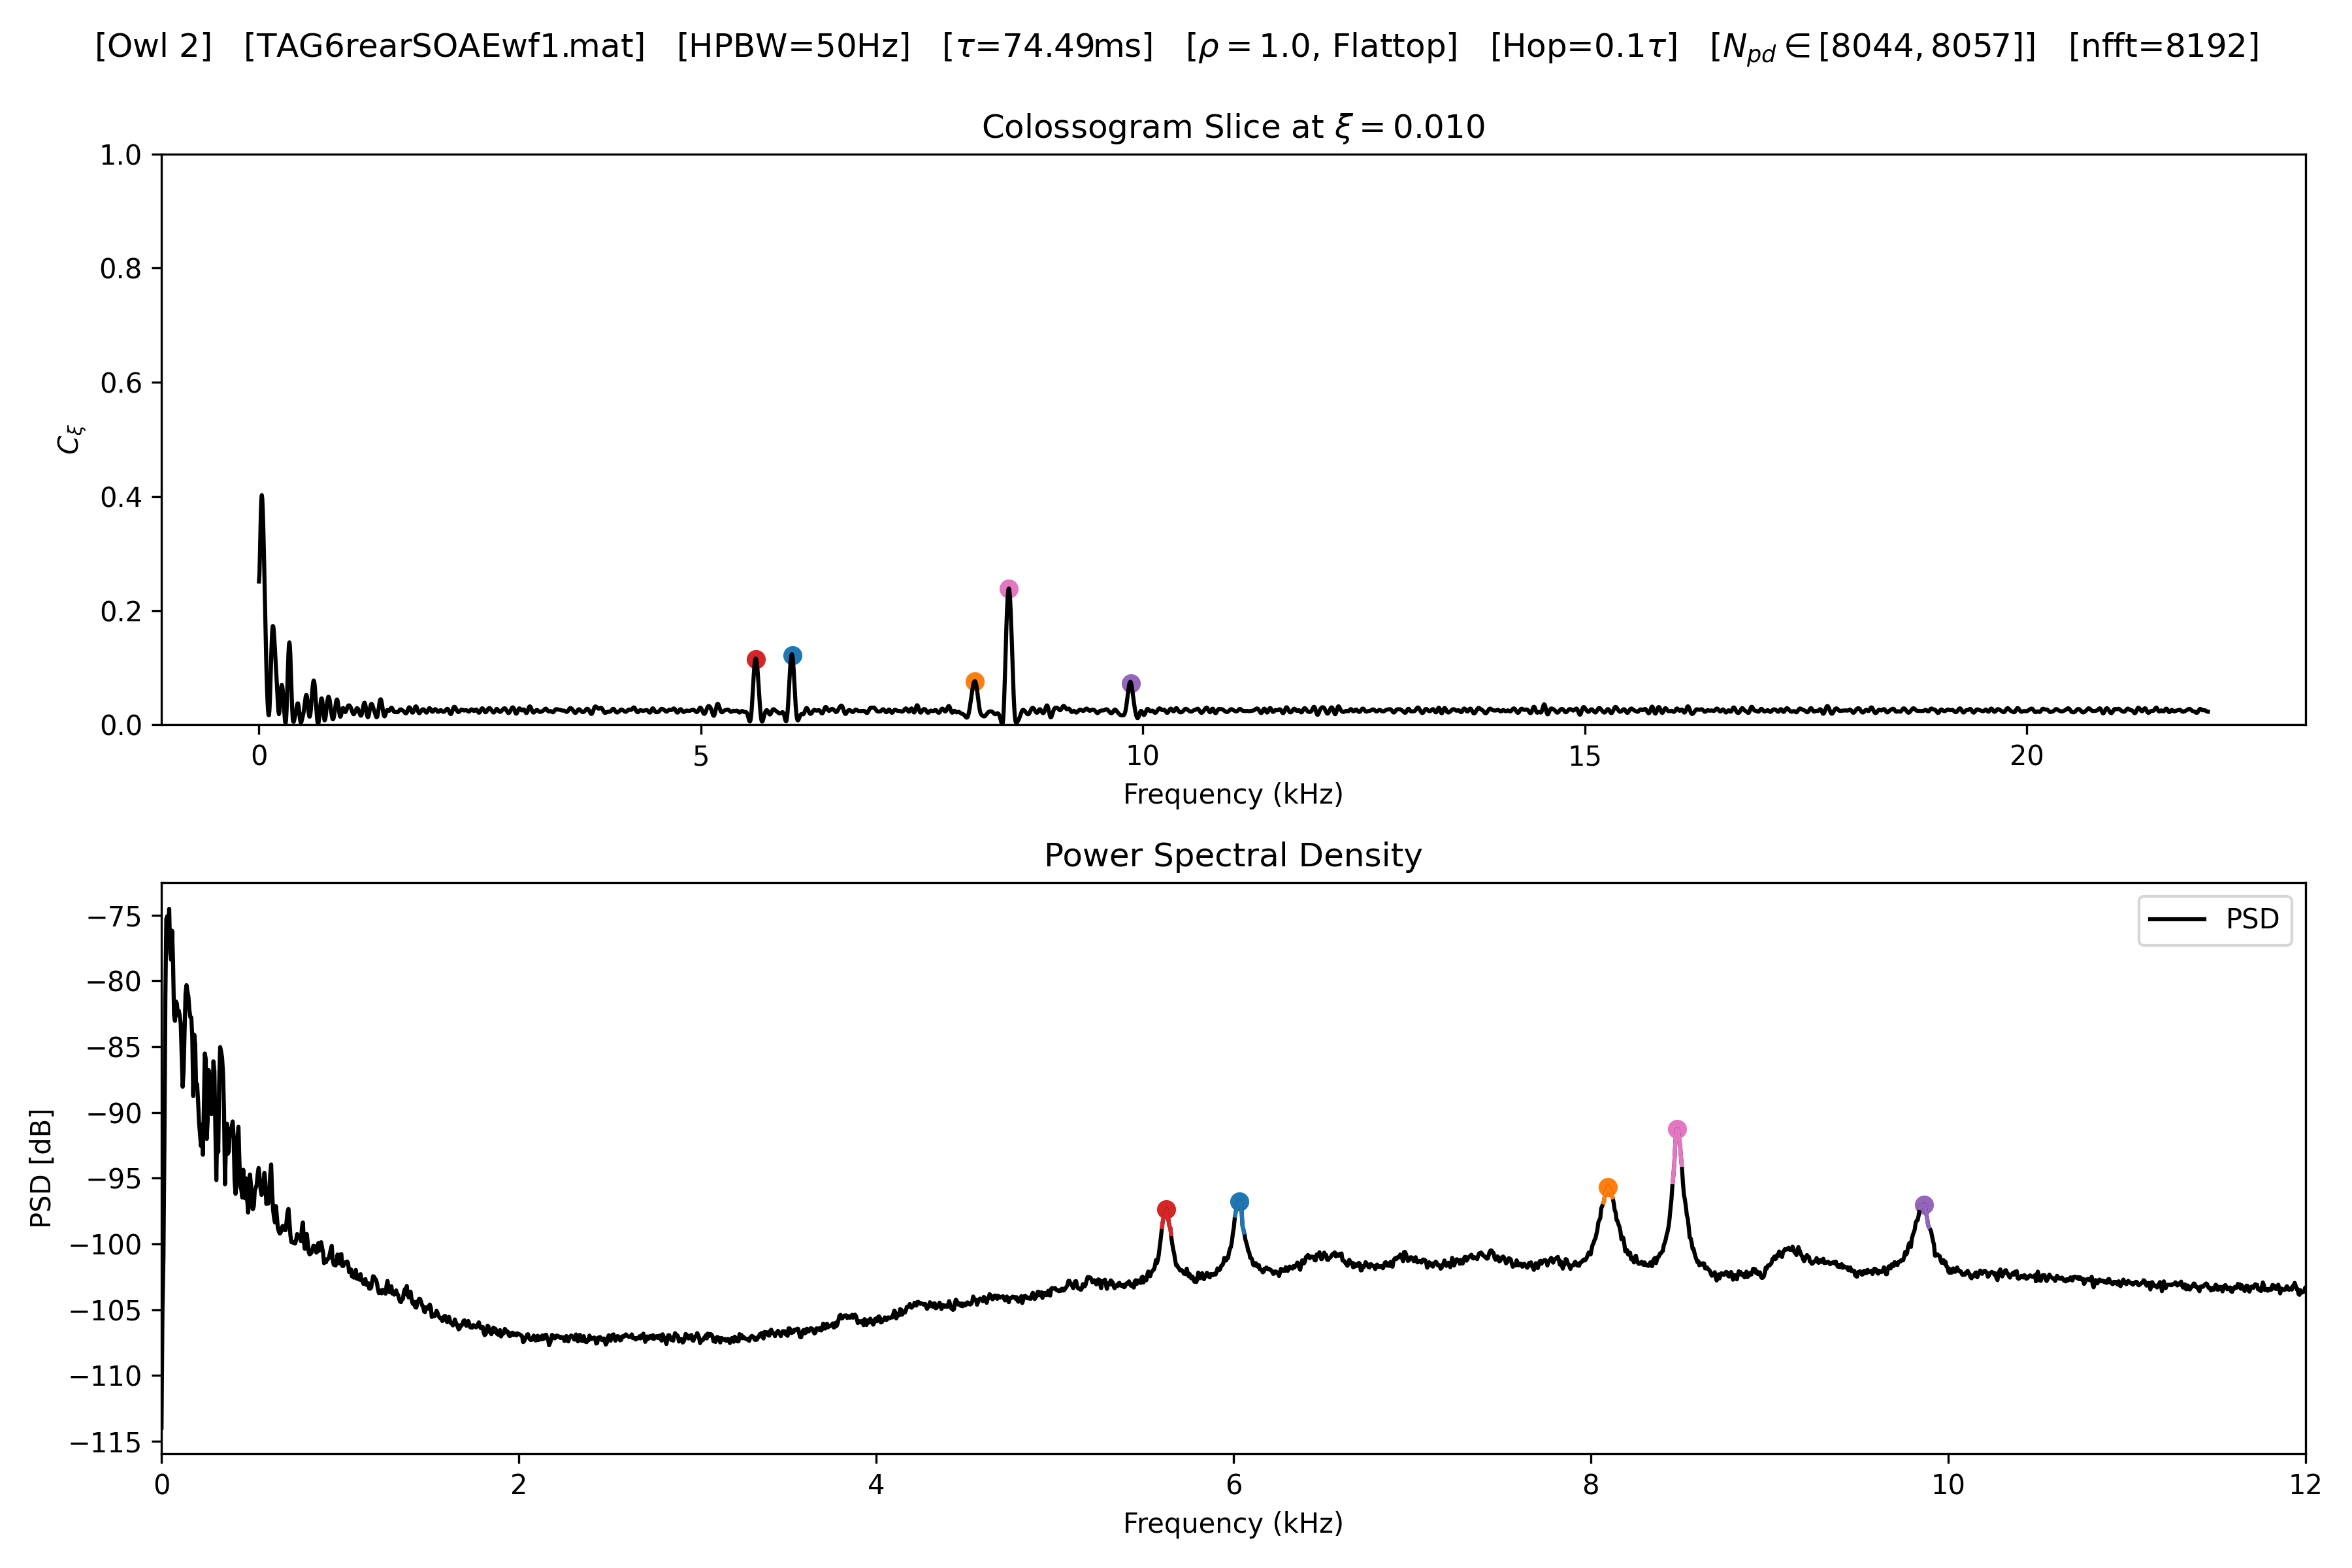 [Owl 2] [TAG6rearSOAEwf1.mat] [HPBW=50Hz] [τ=74.49ms] [ρ = 1.0, Flattop] [Hop=0.1τ] [N_pd ∈ [8044, 8057]] [nfft=8192]
Colossogram Slice at ξ = 0.010
1.0
0.8
0.6
0.4
0.2
0.0
C_ξ
0 5 10 15 20
Frequency (kHz)
Power Spectral Density
PSD
−75
−80
−85
−90
−95
−100
−105
−110
−115
PSD [dB]
0 2 4 6 8 10 12
Frequency (kHz)